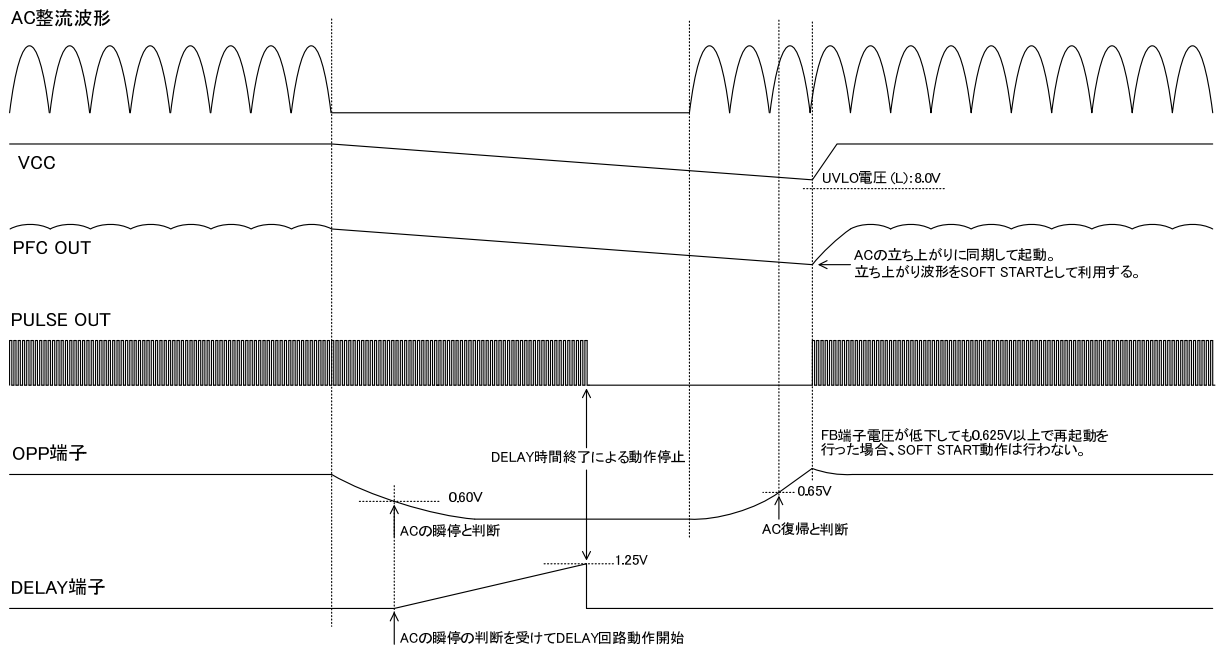 AC整流波形
VCC
UVLO電圧(L):8.0V
PFC OUT
ACの立ち上がりに同期して起動。
立ち上がり波形をSOFT STARTとして利用する。
PULSE OUT
OPP端子
DELAY時間終了による動作停止
FB端子電圧が低下しても0.625V以上で再起動を
行った場合、SOFT START動作は行わない。
0.60V
0.65V
ACの瞬停と判断
AC復帰と判断
1.25V
DELAY端子
ACの瞬停の判断を受けてDELAY回路動作開始